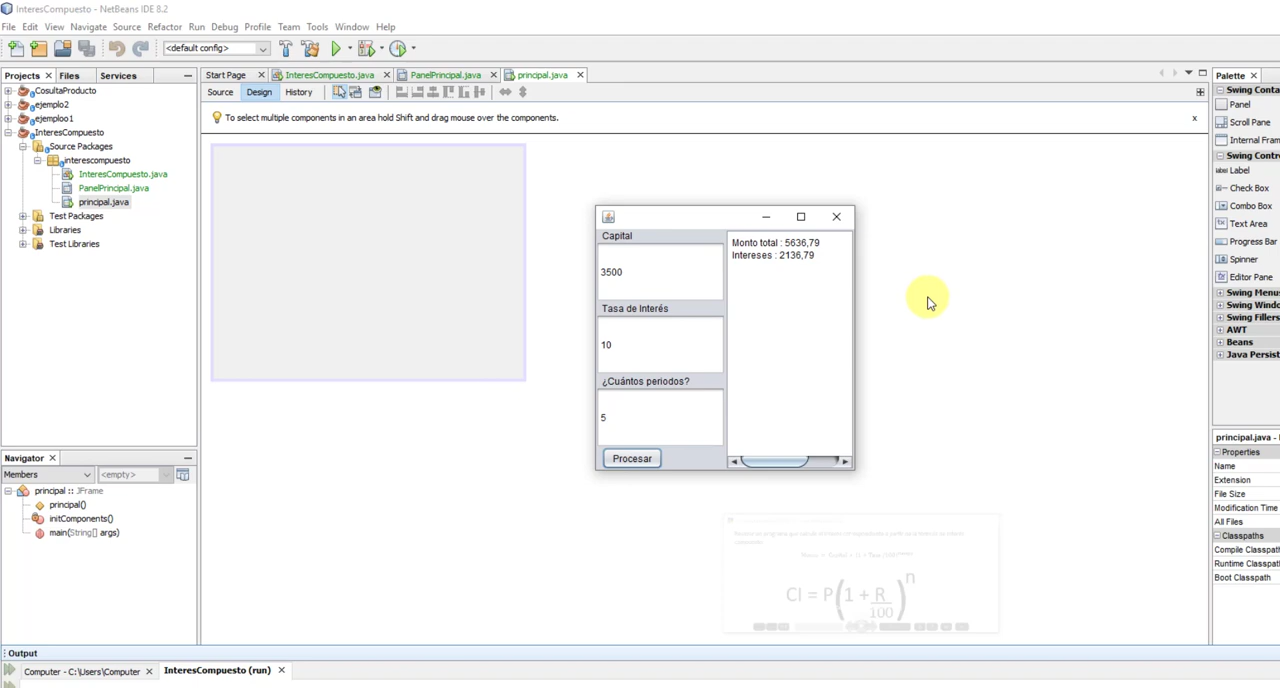 InteresCompuesto - NetBeans IDE 8.2
File Edit View Navigate Source Refactor Run Debug Profile Team Tools Window Help
<default config>
Projects Files Services
Start Page InteresCompuesto.java PanelPrincipal.java principal.java
Source Design History
To select multiple components in an area hold Shift and drag mouse over the components.
x
CosultaProducto
ejemplo2
ejemploo1
InteresCompuesto
Source Packages
interescompuesto
InteresCompuesto.java
PanelPrincipal.java
principal.java
Test Packages
Libraries
Test Libraries
Capital
3500
Tasa de Interés
10
¿Cuántos periodos?
5
Procesar
Monto total : 5636,79
Intereses : 2136,79
CI = P(1 + R/100)^n
Palette
Swing Conta
Panel
Scroll Pane
Internal Fram
Swing Contro
Label
Check Box
Combo Box
Text Area
Progress Bar
Spinner
Editor Pane
Swing Menus
Swing Windo
Swing Fillers
AWT
Beans
Java Persist
principal.java -
Properties
Name
Extension
File Size
Modification Time
All Files
Classpaths
Compile Classpat
Runtime Classpat
Boot Classpath
Navigator
Members <empty>
principal :: JFrame
principal()
initComponents()
main(String[] args)
Output
Computer - C:\Users\Computer InteresCompuesto (run)